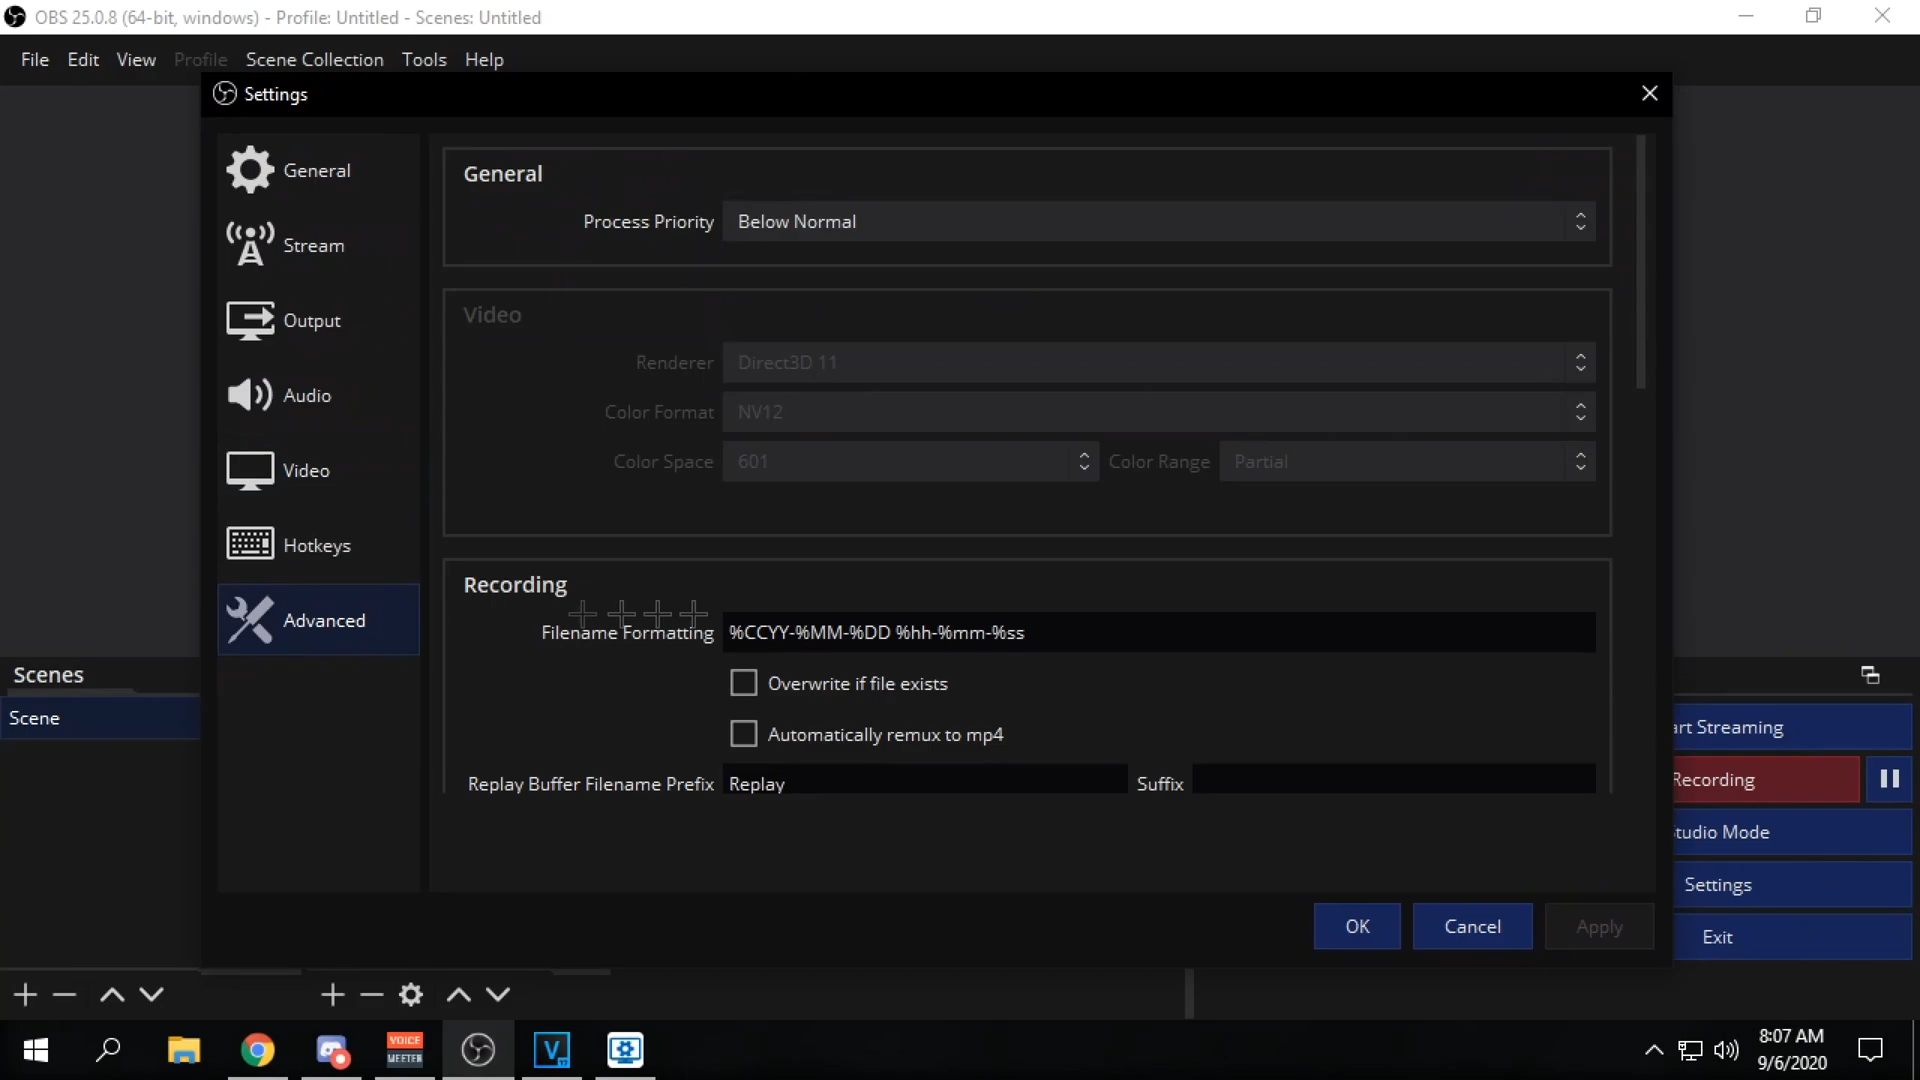 OBS 25.0.8 (64-bit, windows) - Profile: Untitled - Scenes: Untitled
File Edit View Profile Scene Collection Tools Help
Settings
General
Stream
Output
Audio
Video
Hotkeys
Advanced
General
Process Priority Below Normal
Video
Renderer Direct3D 11
Color Format NV12
Color Space 601 Color Range Partial
Recording
Filename Formatting %CCYY-%MM-%DD %hh-%mm-%ss
Overwrite if file exists
Automatically remux to mp4
Replay Buffer Filename Prefix Replay Suffix
OK Cancel Apply
Scenes
Scene
art Streaming
Recording
tudio Mode
Settings
Exit
VOICE
MEETER
V
8:07 AM
9/6/2020